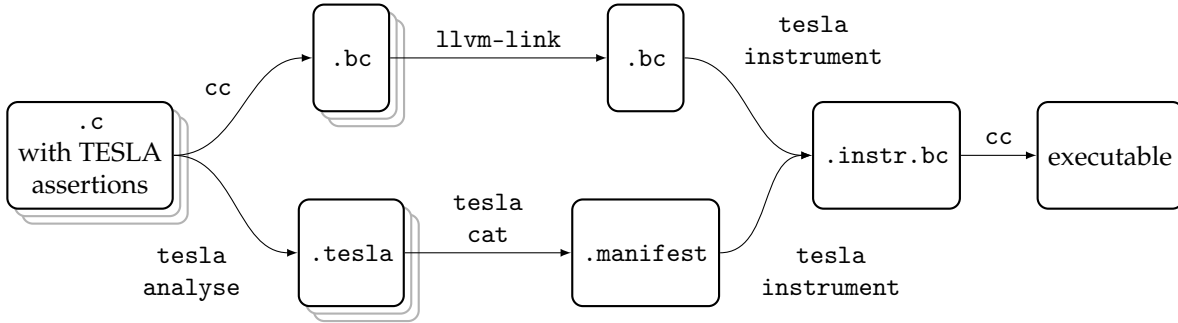 .c
with TESLA
assertions
cc
.bc
llvm-link
.bc
tesla
instrument
tesla
analyse
.tesla
tesla
cat
.manifest
tesla
instrument
.instr.bc
cc
executable